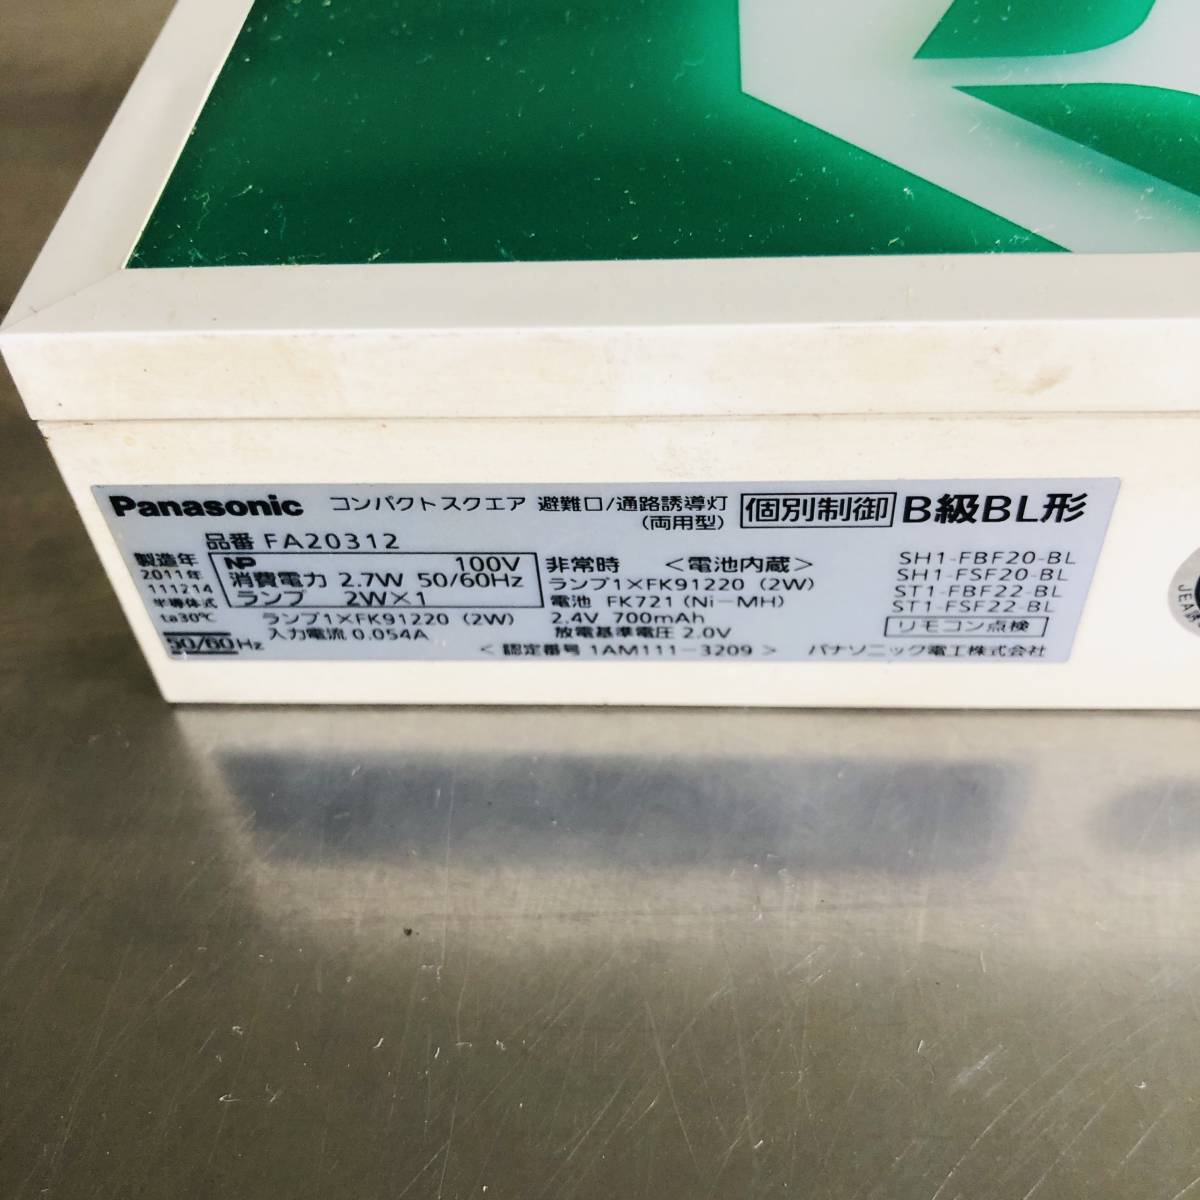 Panasonic コンパクトスクエア 避難口/通路誘導灯 (両用型) 個別制御 B級BL形
品番 FA20312
製造年
2011年
111214
半導体式
ta30℃
50/60Hz
NP 100V
消費電力 2.7W 50/60Hz
ランプ 2W×1
ランプ1×FK91220 (2W)
入力電流 0.054A
非常時 <電池内蔵>
ランプ1×FK91220 (2W)
電池 FK721 (Ni-MH)
2.4V 700mAh
放電基準電圧 2.0V
SH1-FBF20-BL
SH1-FSF20-BL
ST1-FBF22-BL
ST1-FSF22-BL
リモコン点検
< 認定番号 1AM111-3209 > パナソニック電工株式会社